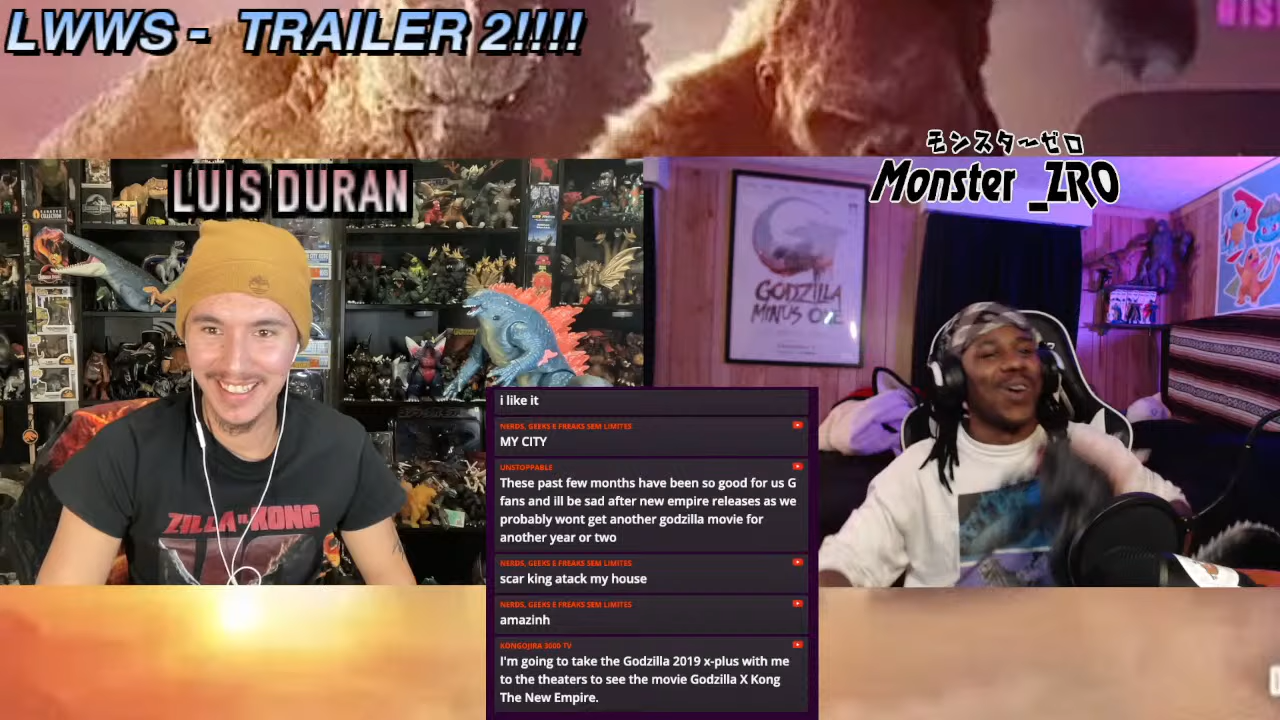 LWWS - TRAILER 2!!!!
モンスターゼロ
Monster_ZRO
LUIS DURAN
GODZILLA
MINUS ONE
ZILLA
KONG
i like it
NERDS, GEEKS E FREAKS SEM LIMITES
MY CITY
UNSTOPPABLE
These past few months have been so good for us G
fans and ill be sad after new empire releases as we
probably wont get another godzilla movie for
another year or two
NERDS, GEEKS E FREAKS SEM LIMITES
scar king atack my house
NERDS, GEEKS E FREAKS SEM LIMITES
amazinh
KONGOJIRA 3000 TV
I'm going to take the Godzilla 2019 x-plus with me
to the theaters to see the movie Godzilla X Kong
The New Empire.